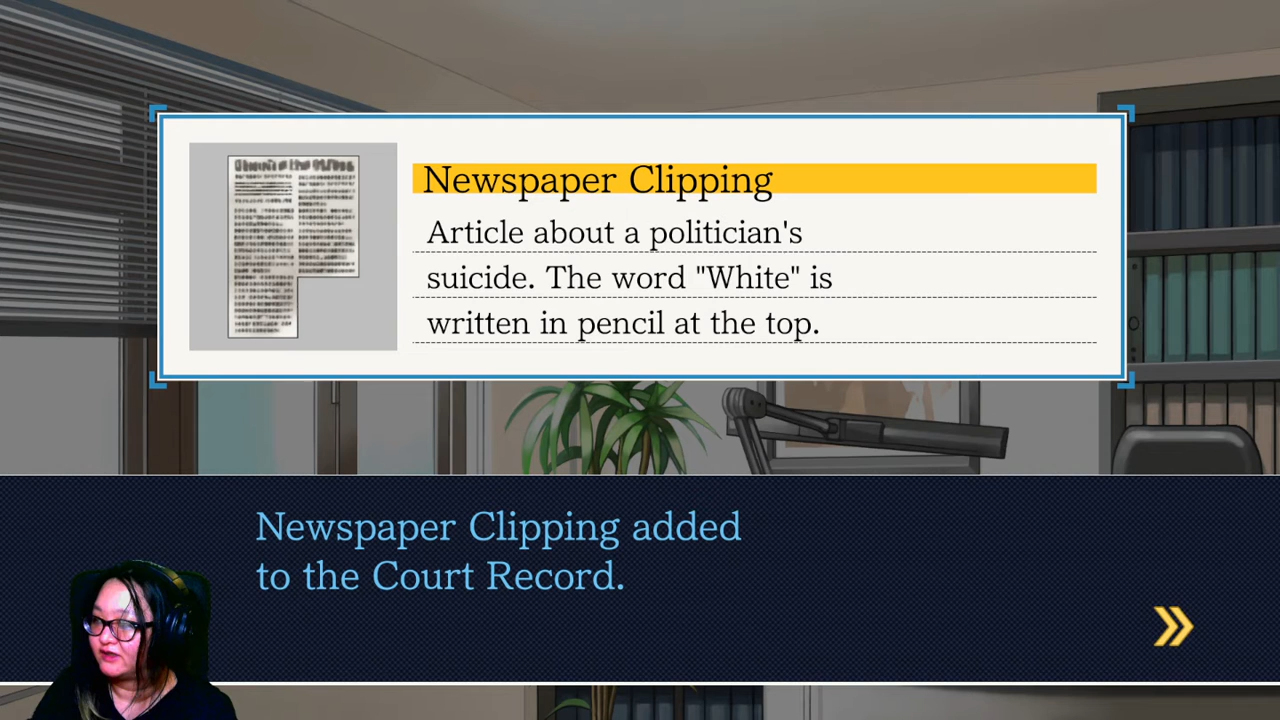 Newspaper Clipping
Article about a politician's
suicide. The word "White" is
written in pencil at the top.
Newspaper Clipping added
to the Court Record.